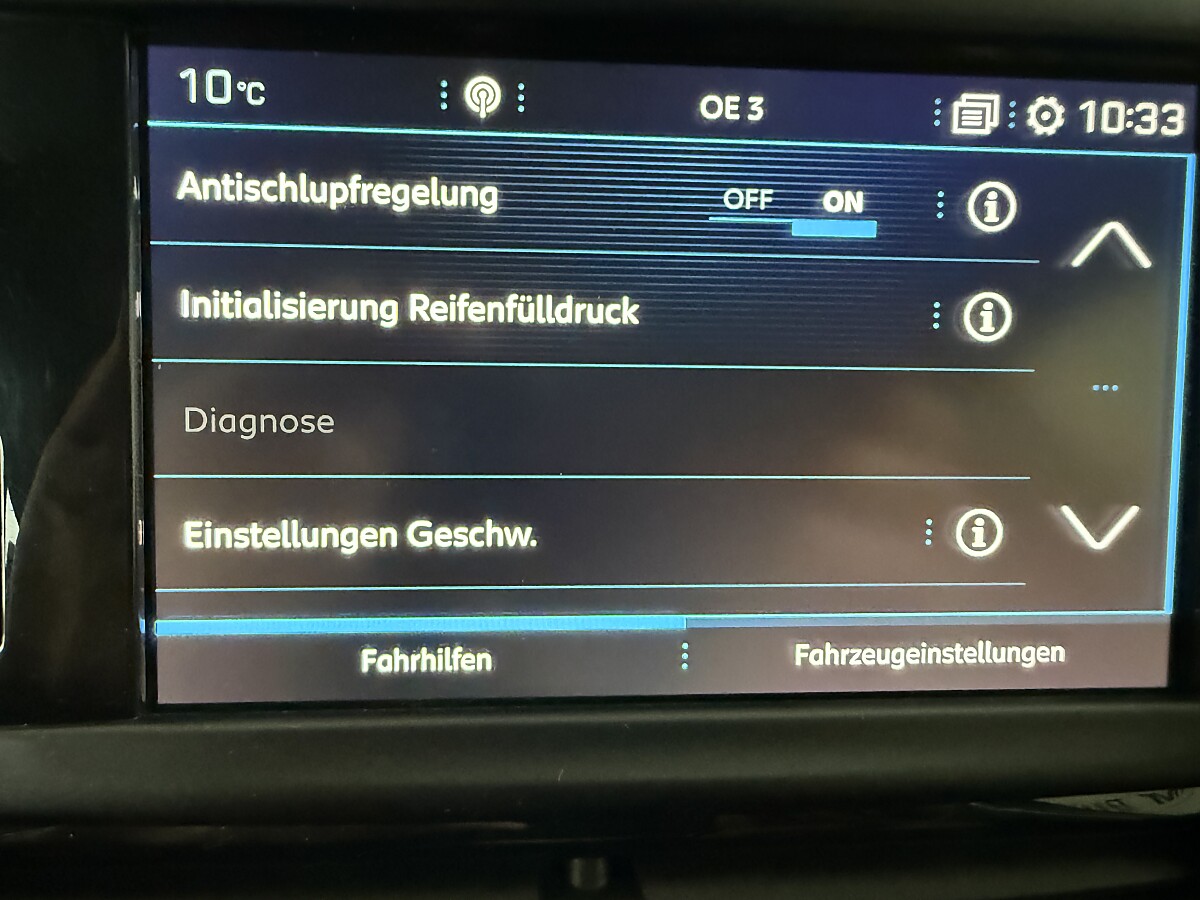 10°C OE 3 10:33
Antischlupfregelung OFF ON
Initialisierung Reifenfülldruck
Diagnose
Einstellungen Geschw.
Fahrhilfen Fahrzeugeinstellungen